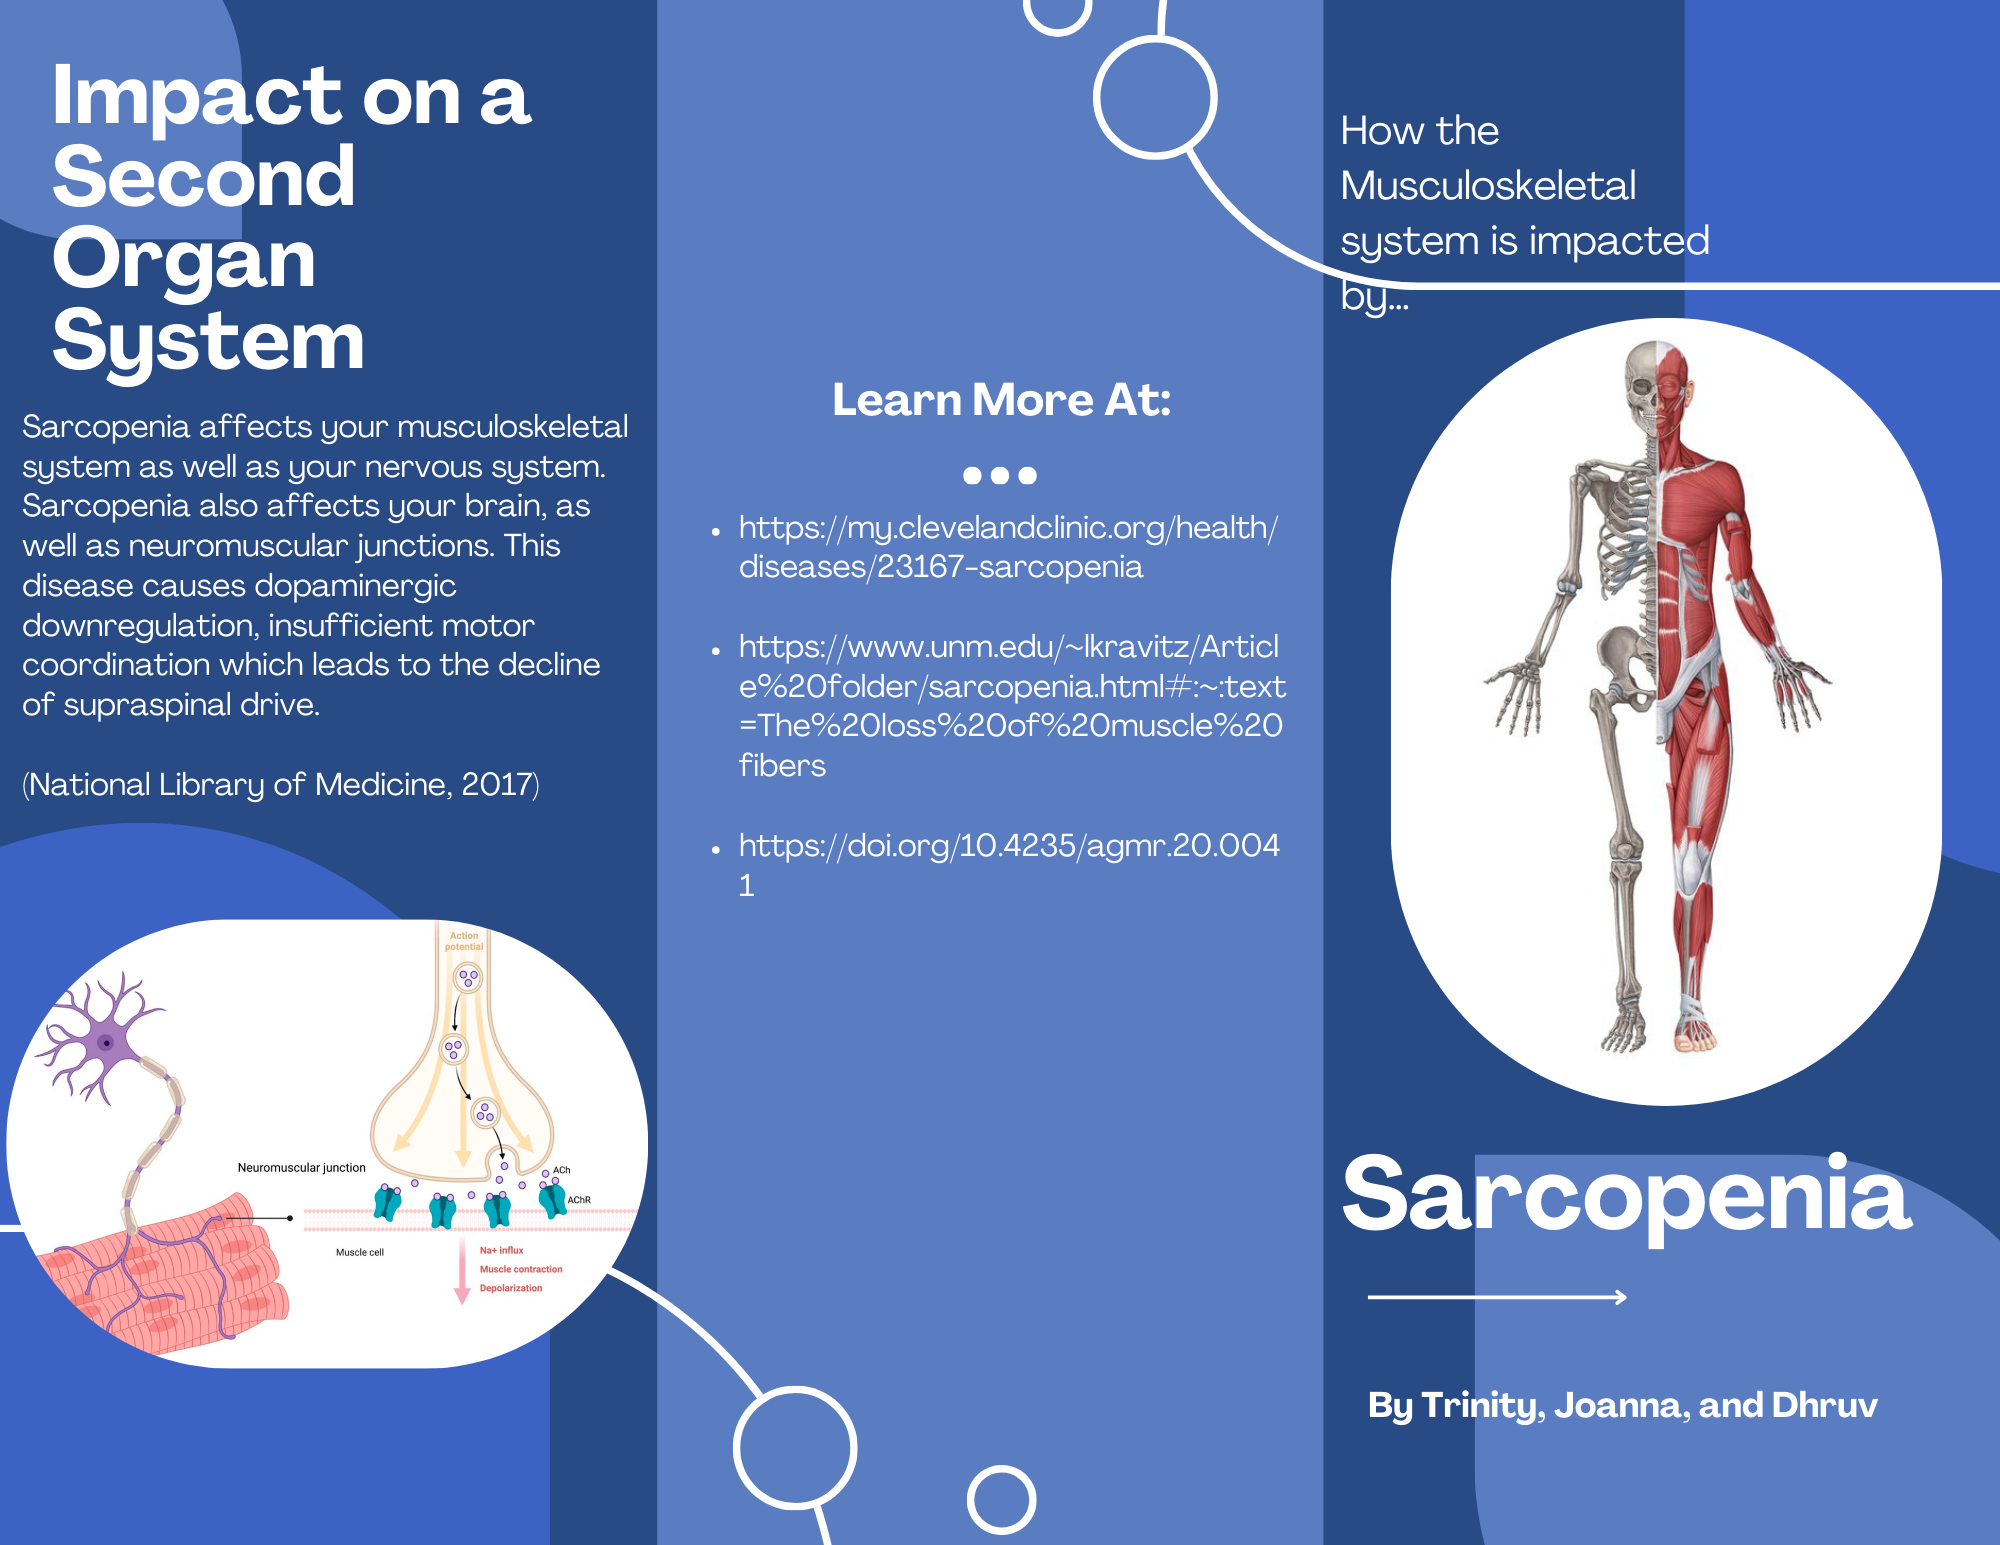 Impact on a
Second
Organ
System
Sarcopenia affects your musculoskeletal
system as well as your nervous system.
Sarcopenia also affects your brain, as
well as neuromuscular junctions. This
disease causes dopaminergic
downregulation, insufficient motor
coordination which leads to the decline
of supraspinal drive.
(National Library of Medicine, 2017)
Action
potential
Neuromuscular junction
ACh
AChR
Muscle cell
Na+ influx
Muscle contraction
Depolarization
Learn More At:
• https://my.clevelandclinic.org/health/
diseases/23167-sarcopenia
• https://www.unm.edu/~lkravitz/Articl
e%20folder/sarcopenia.html#:~:text
=The%20loss%20of%20muscle%20
fibers
• https://doi.org/10.4235/agmr.20.004
1
How the
Musculoskeletal
system is impacted
by...
Sarcopenia
By Trinity, Joanna, and Dhruv